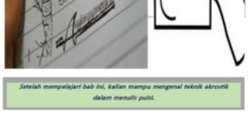 Setelah mempelajari bab ini, kalian mampu mengenal teknik akrostik
dalam menulis puisi.